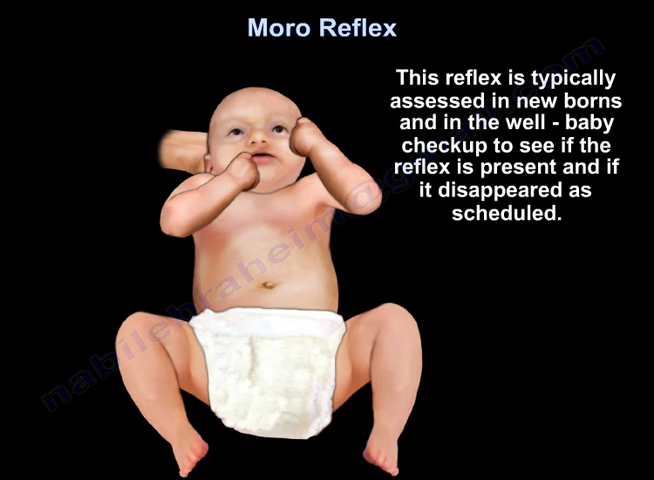 Moro Reflex
This reflex is typically
assessed in new borns
and in the well - baby
checkup to see if the
reflex is present and if
it disappeared as
scheduled.